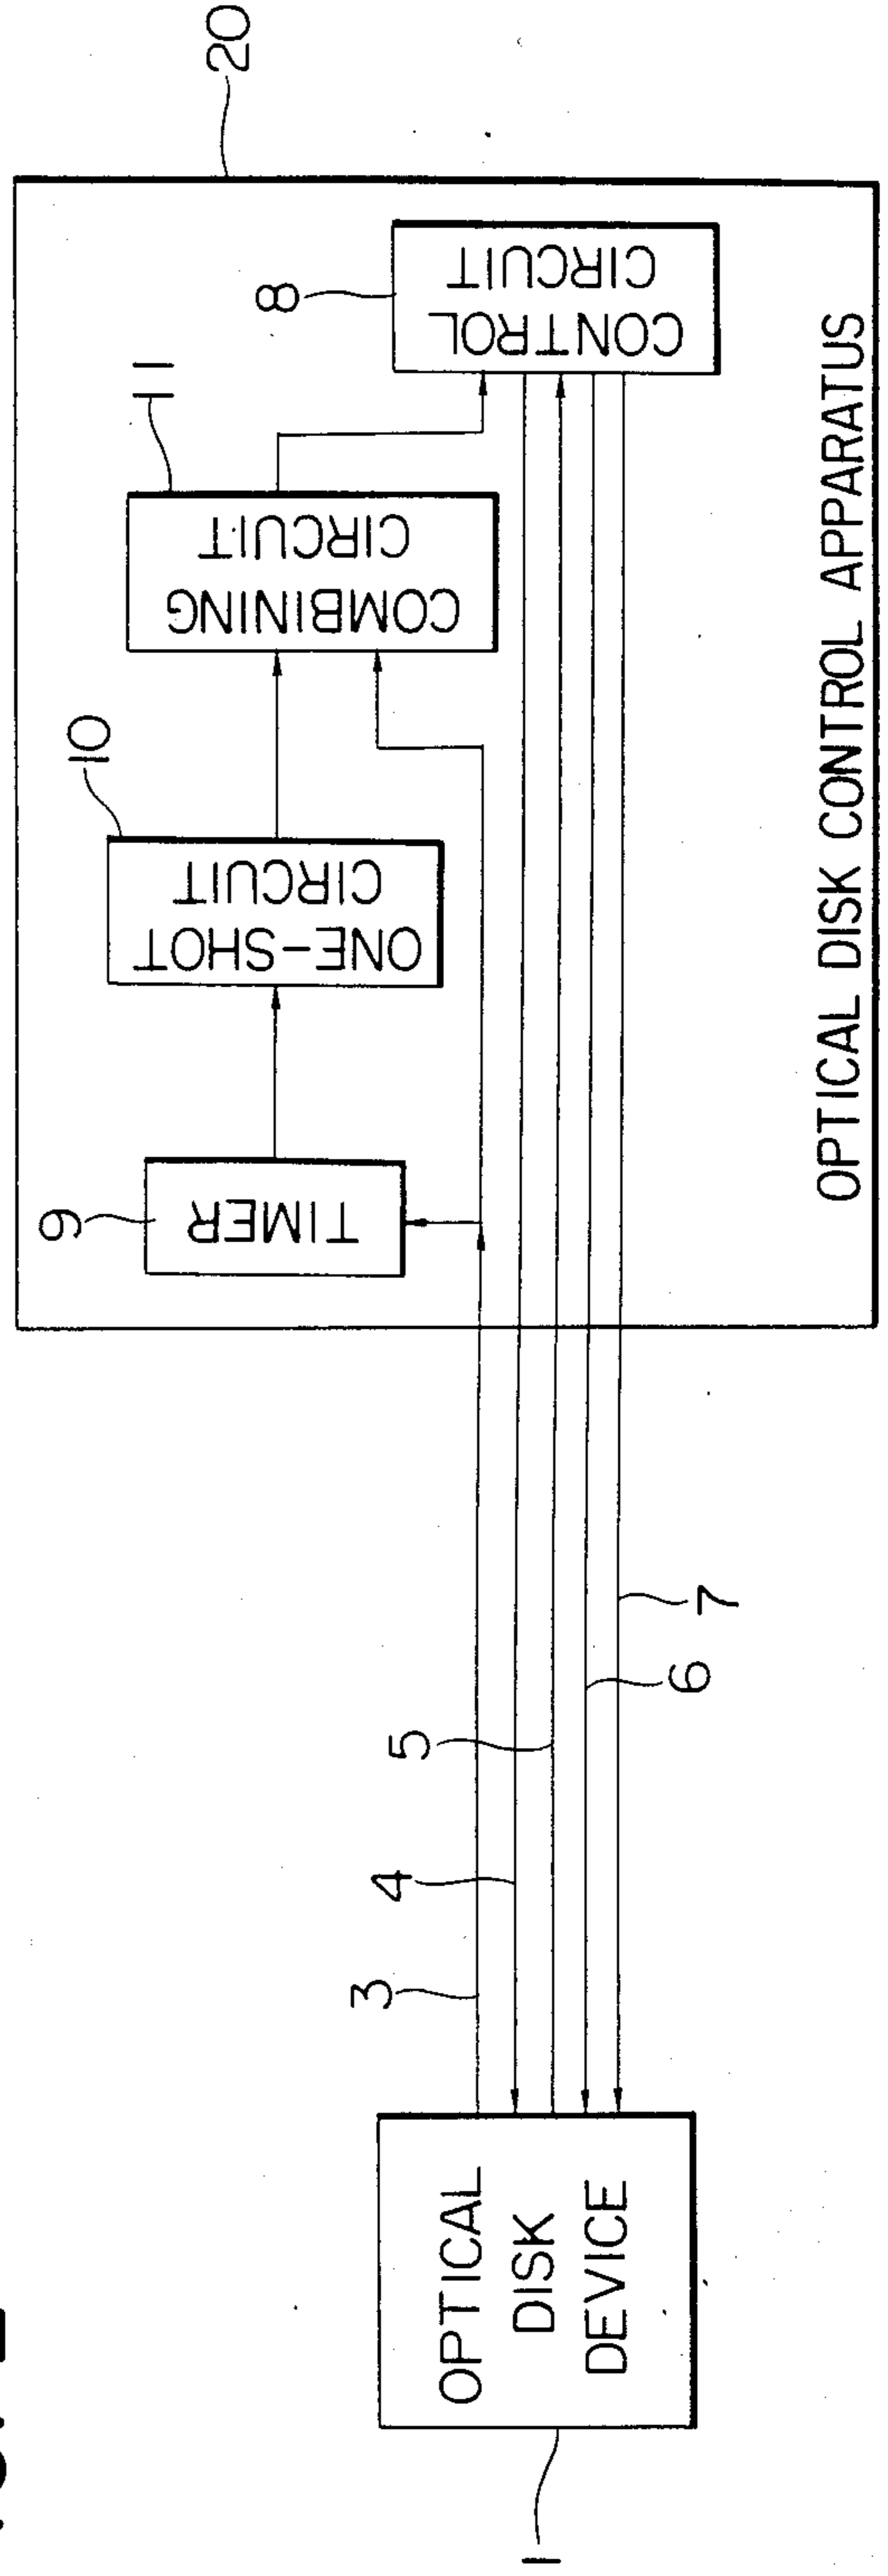 20
9
TIMER
10
ONE-SHOT
CIRCUIT
11
COMBINING
CIRCUIT
8
CONTROL
CIRCUIT
OPTICAL DISK CONTROL APPARATUS
1
OPTICAL
DISK
DEVICE
3
4
5
6
7